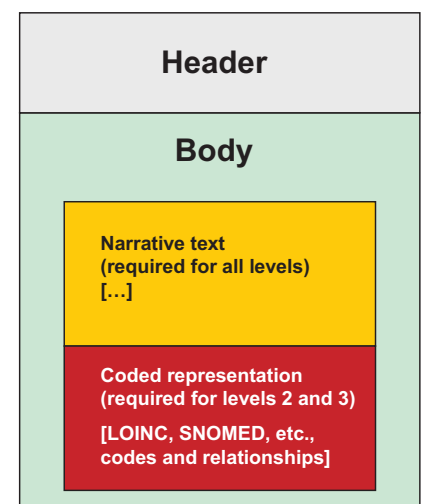 Header
Body
Narrative text
(required for all levels)
[…]
Coded representation
(required for levels 2 and 3)
[LOINC, SNOMED, etc.,
codes and relationships]